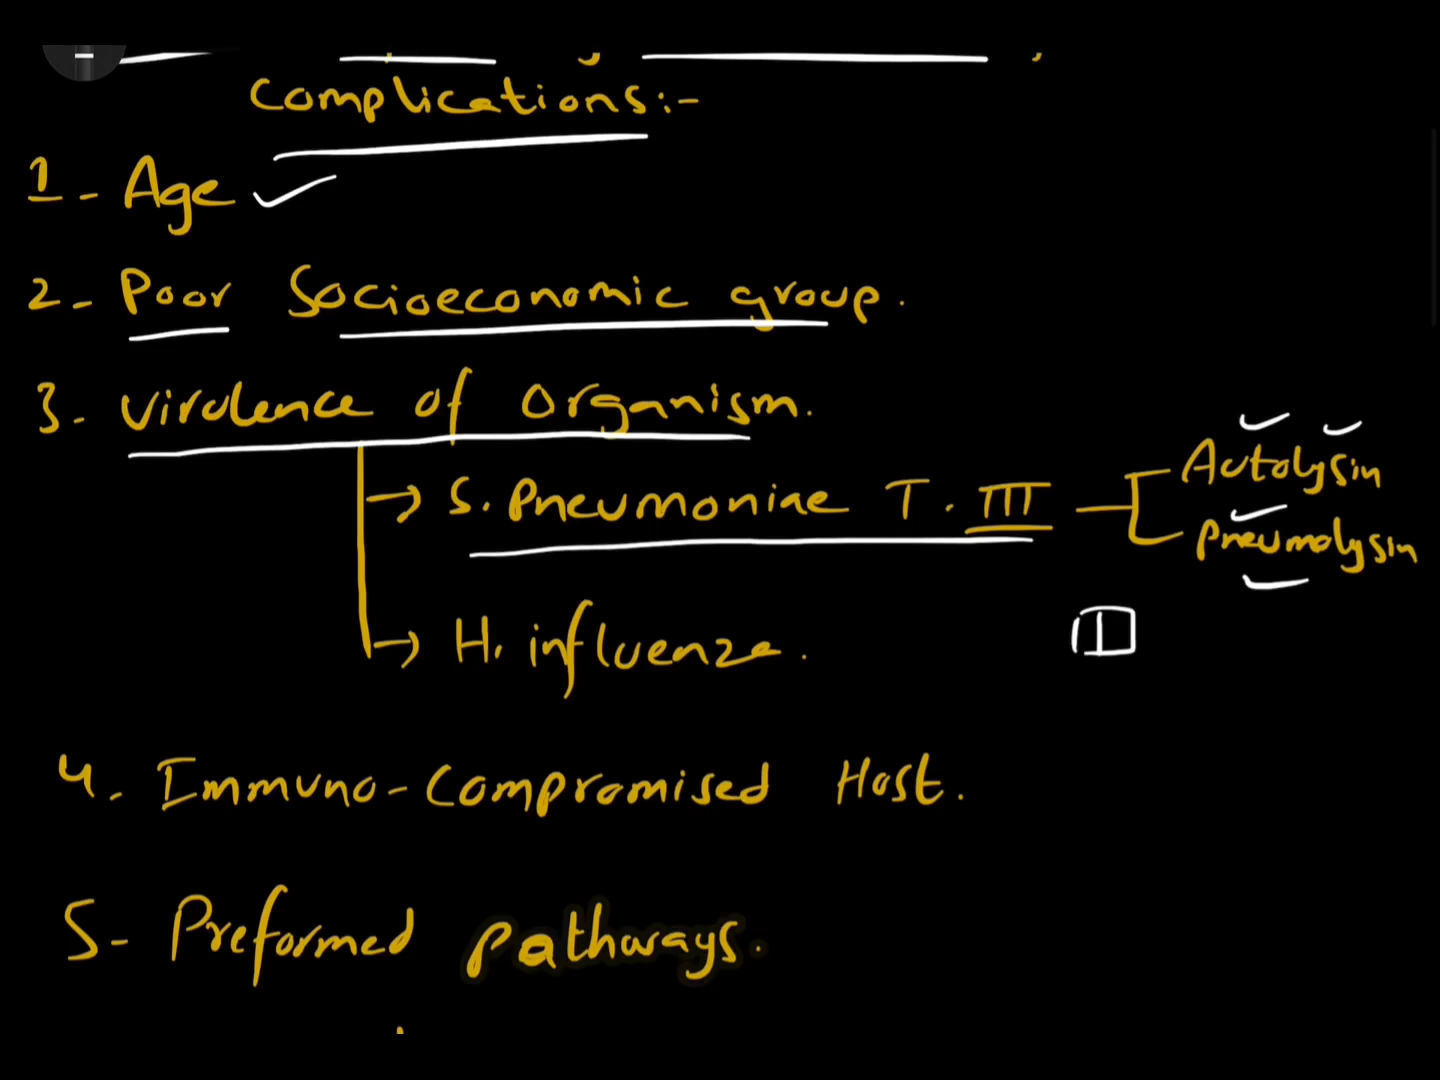 Complications:-
1- Age
2- Poor Socioeconomic group.
3- Virulence of Organism.
→ S. Pneumoniae T. III
Autolysin
Pneumolysin
→ H. influenza.
4. Immuno-compromised Host.
5- Preformed pathways.